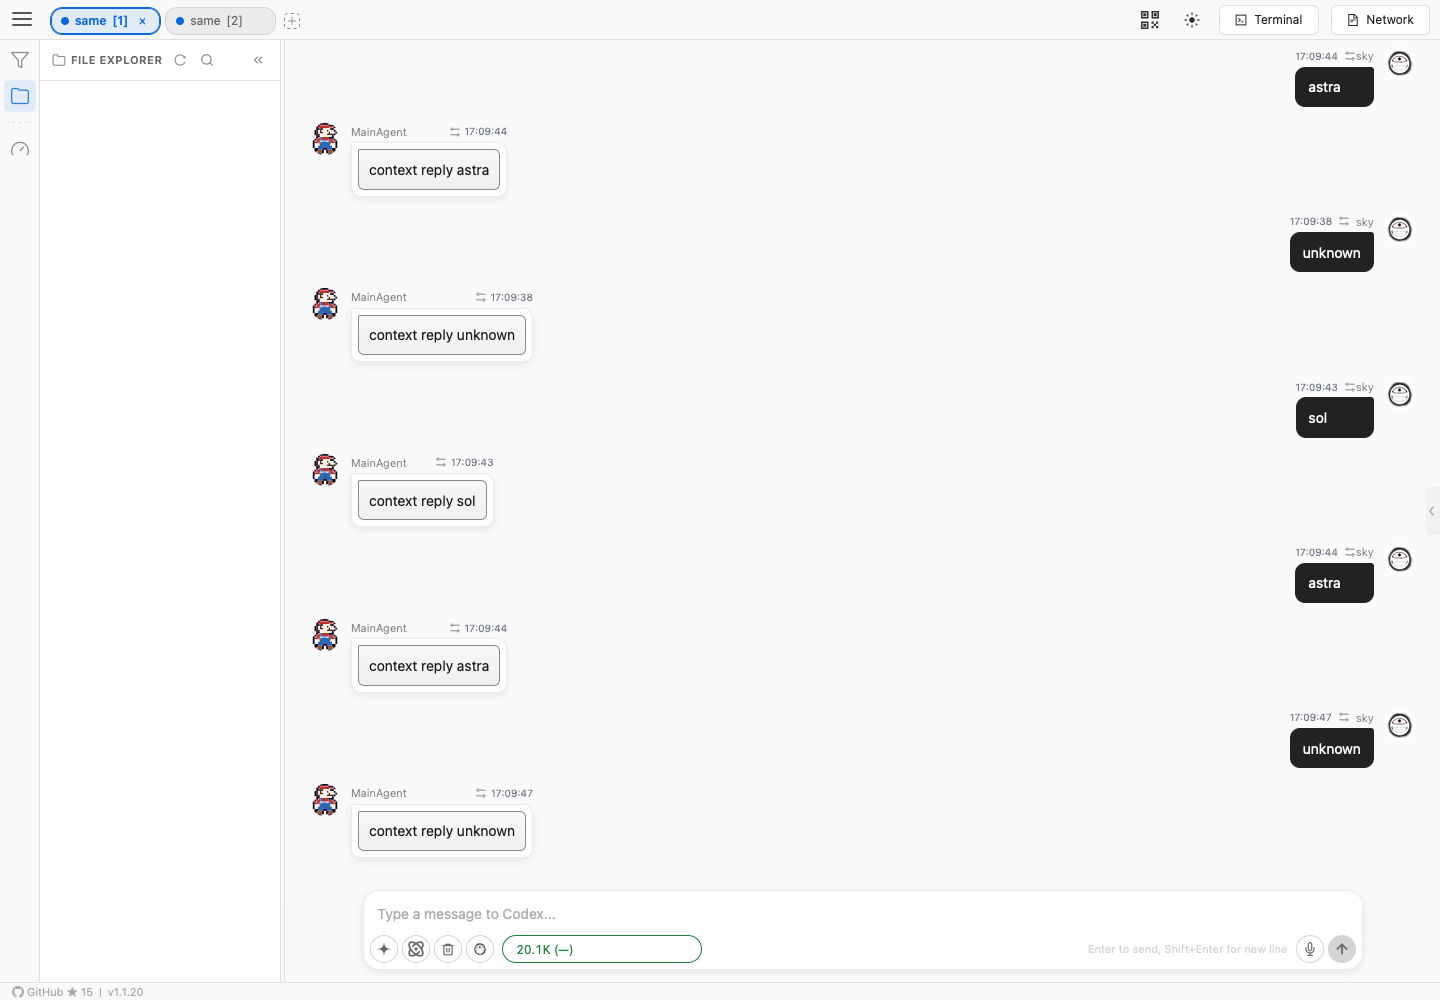 same [1] ×
same [2]
Terminal
Network
FILE EXPLORER
17:09:44 sky
astra
MainAgent 17:09:44
context reply astra
17:09:38 sky
unknown
MainAgent 17:09:38
context reply unknown
17:09:43 sky
sol
MainAgent 17:09:43
context reply sol
17:09:44 sky
astra
MainAgent 17:09:44
context reply astra
17:09:47 sky
unknown
MainAgent 17:09:47
context reply unknown
Type a message to Codex...
20.1K (—)
Enter to send, Shift+Enter for new line
GitHub ★ 15 | v1.1.20